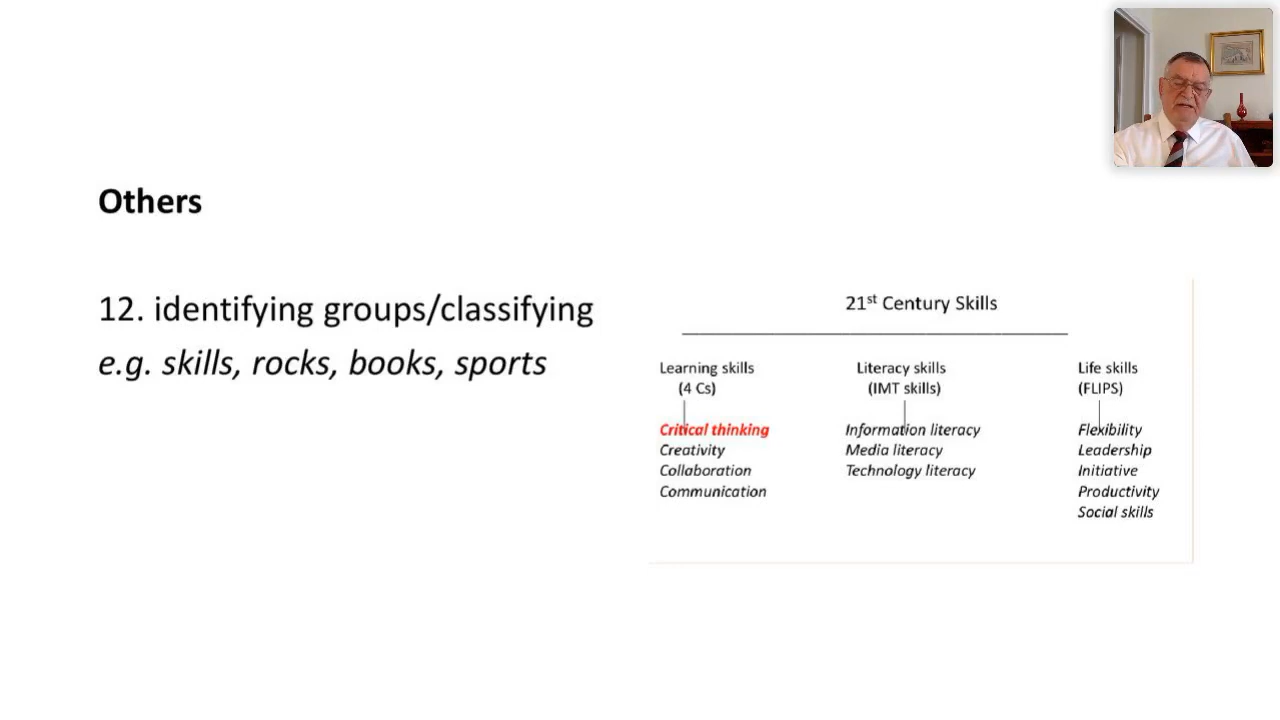 Others
12. identifying groups/classifying
e.g. skills, rocks, books, sports
21st Century Skills
Learning skills
(4 Cs)
Critical thinking
Creativity
Collaboration
Communication
Literacy skills
(IMT skills)
Information literacy
Media literacy
Technology literacy
Life skills
(FLIPS)
Flexibility
Leadership
Initiative
Productivity
Social skills